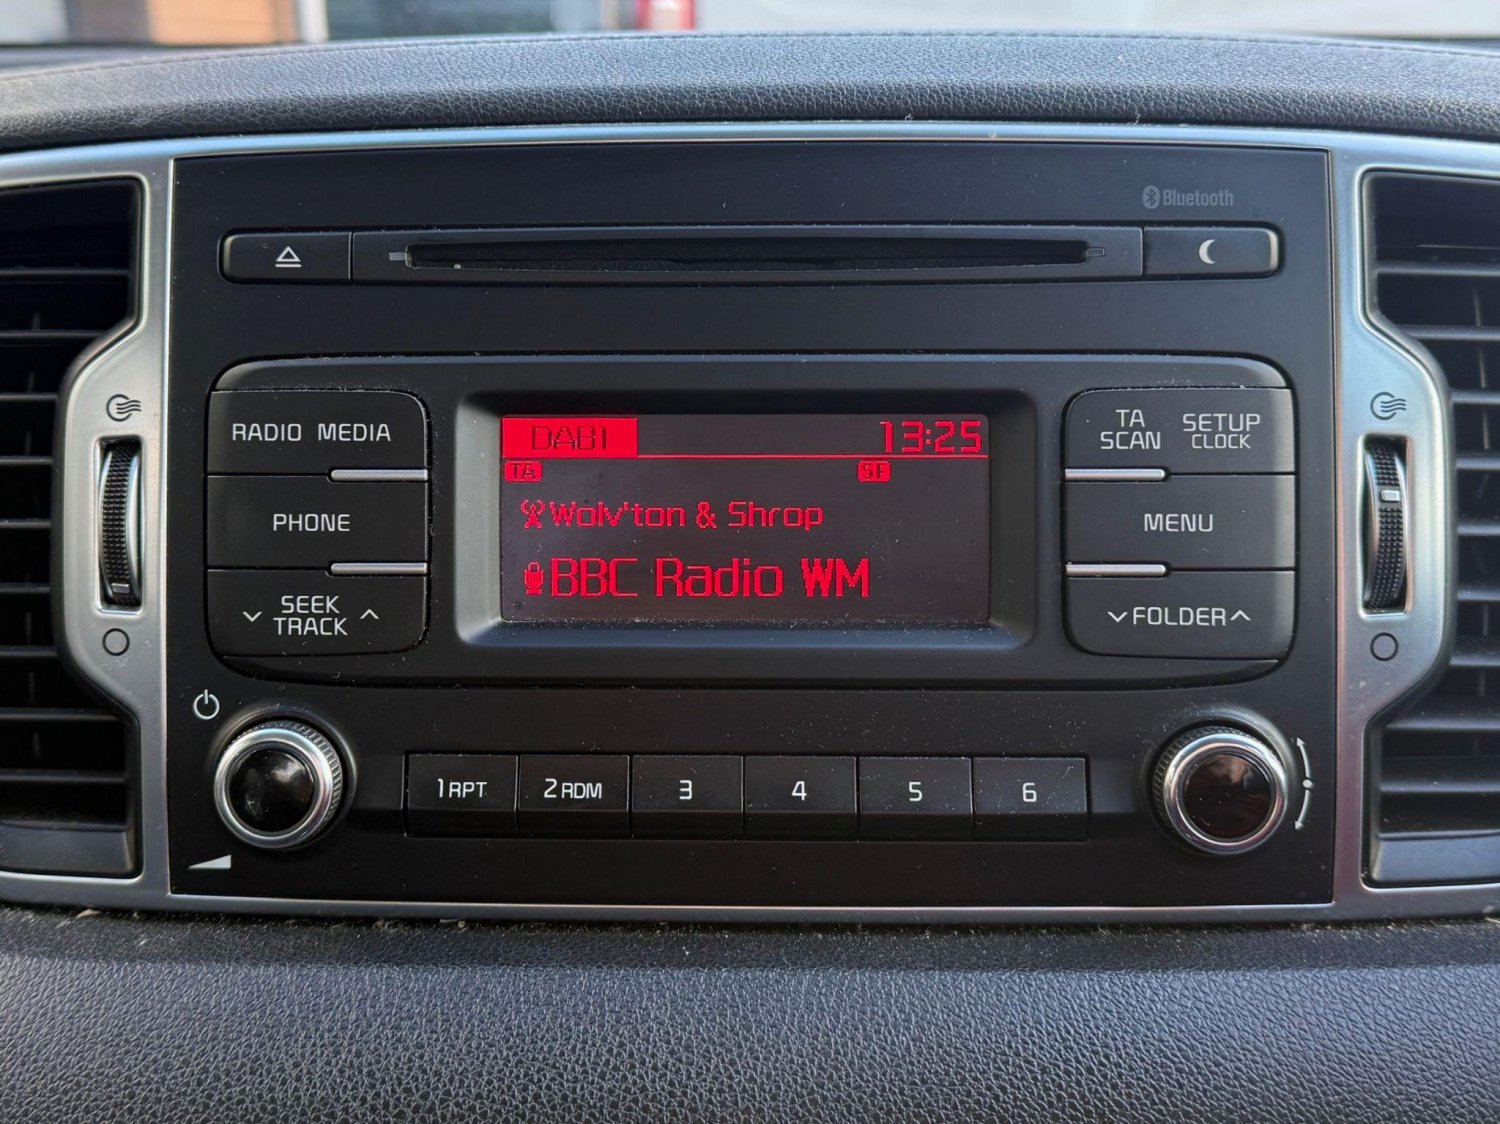 Bluetooth
RADIO MEDIA
PHONE
SEEK
TRACK
DAB1 13:25
TA SF
Wolv'ton & Shrop
BBC Radio WM
TA
SCAN
SETUP
CLOCK
MENU
FOLDER
1 RPT 2 RDM 3 4 5 6